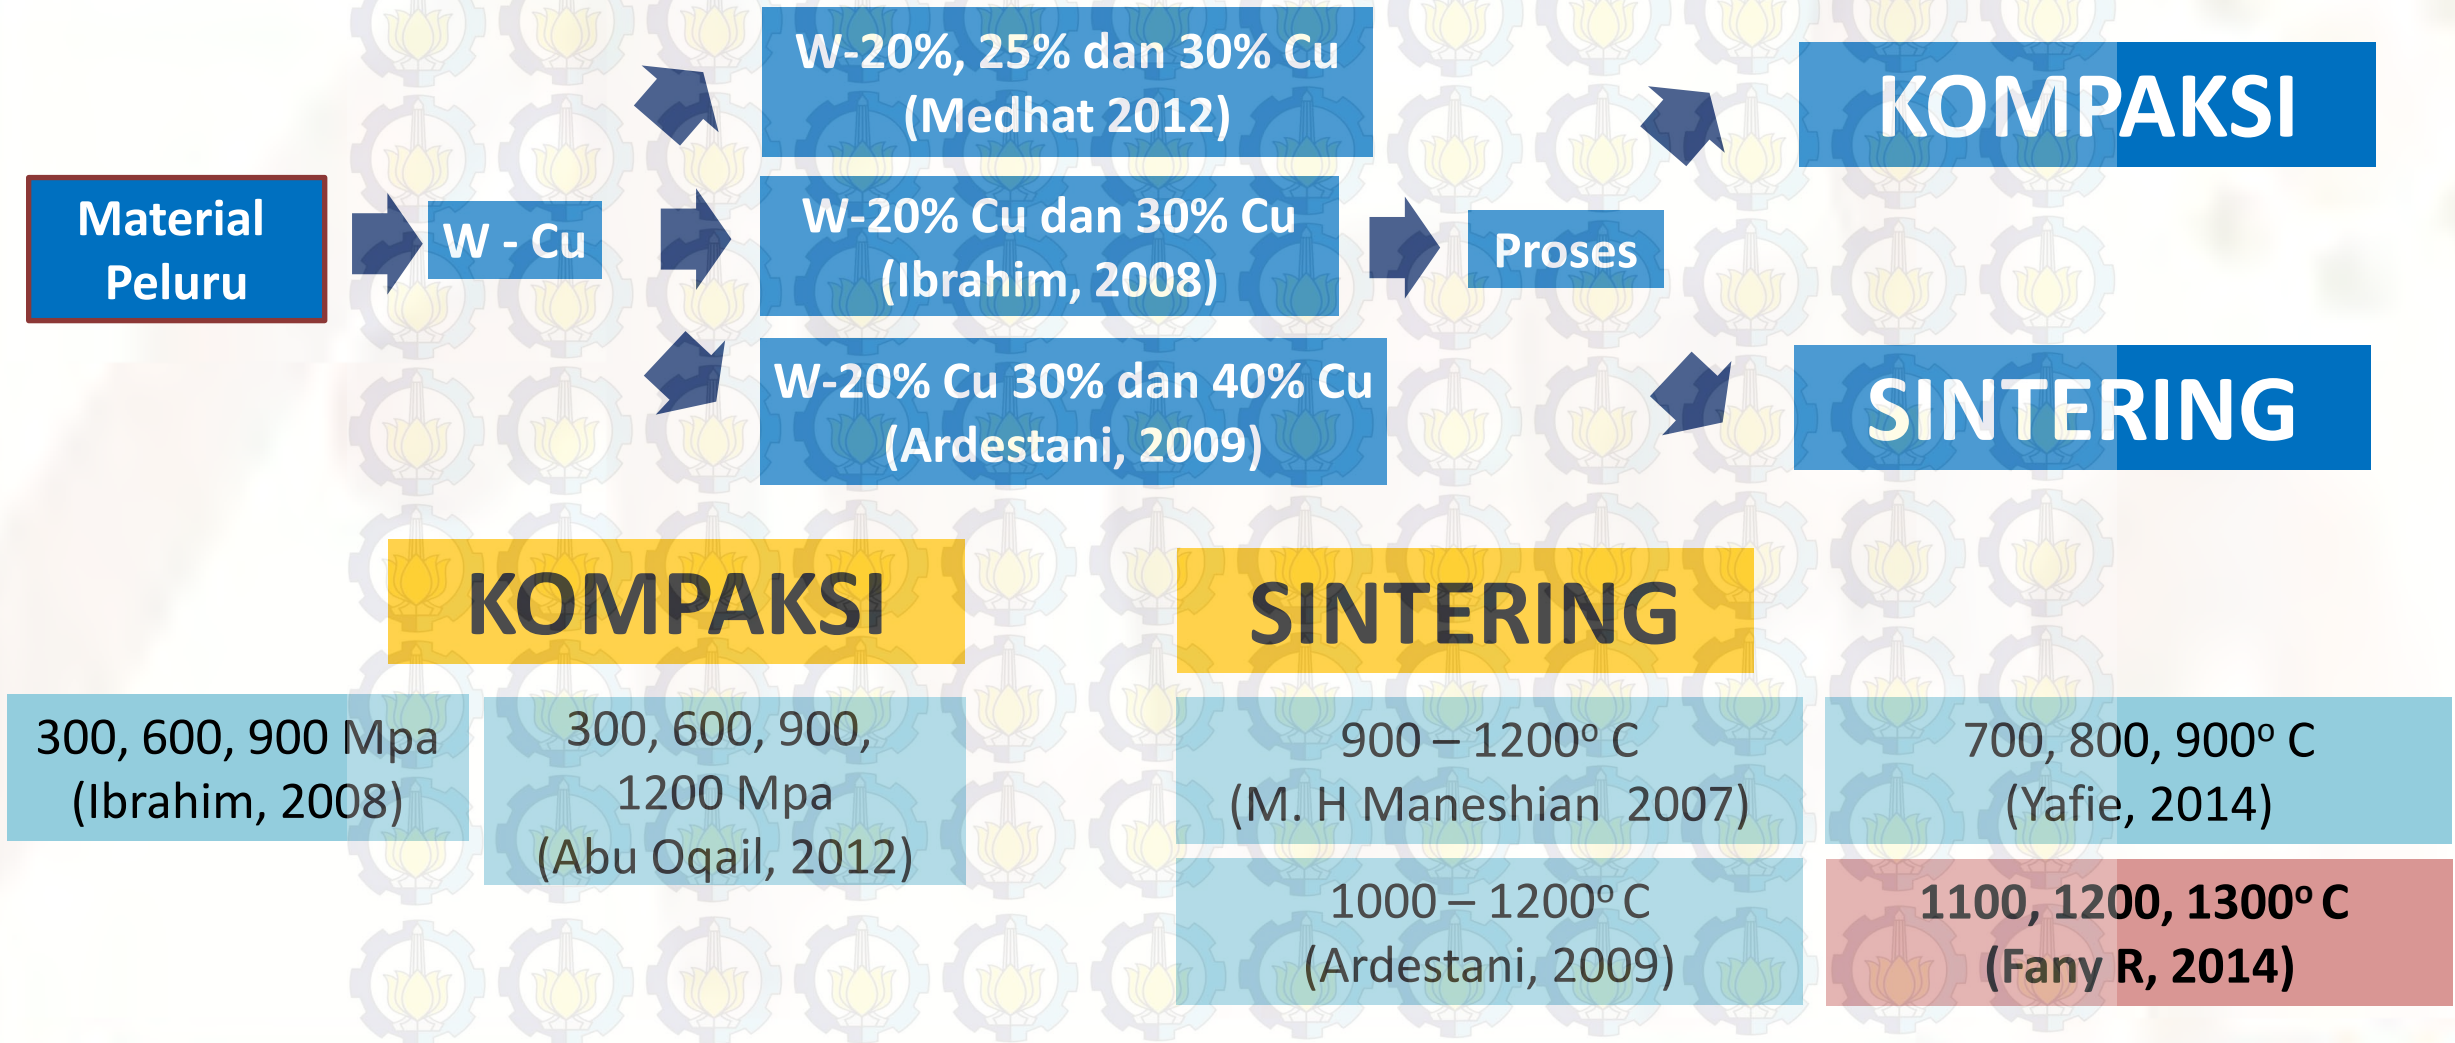 Material
Peluru
W - Cu
W-20%, 25% dan 30% Cu
(Medhat 2012)
W-20% Cu dan 30% Cu
(Ibrahim, 2008)
W-20% Cu 30% dan 40% Cu
(Ardestani, 2009)
Proses
KOMPAKSI
SINTERING
KOMPAKSI
300, 600, 900 Mpa
(Ibrahim, 2008)
300, 600, 900,
1200 Mpa
(Abu Oqail, 2012)
SINTERING
900 – 1200º C
(M. H Maneshian  2007)
700, 800, 900º C
(Yafie, 2014)
1000 – 1200º C
(Ardestani, 2009)
1100, 1200, 1300º C
(Fany R, 2014)